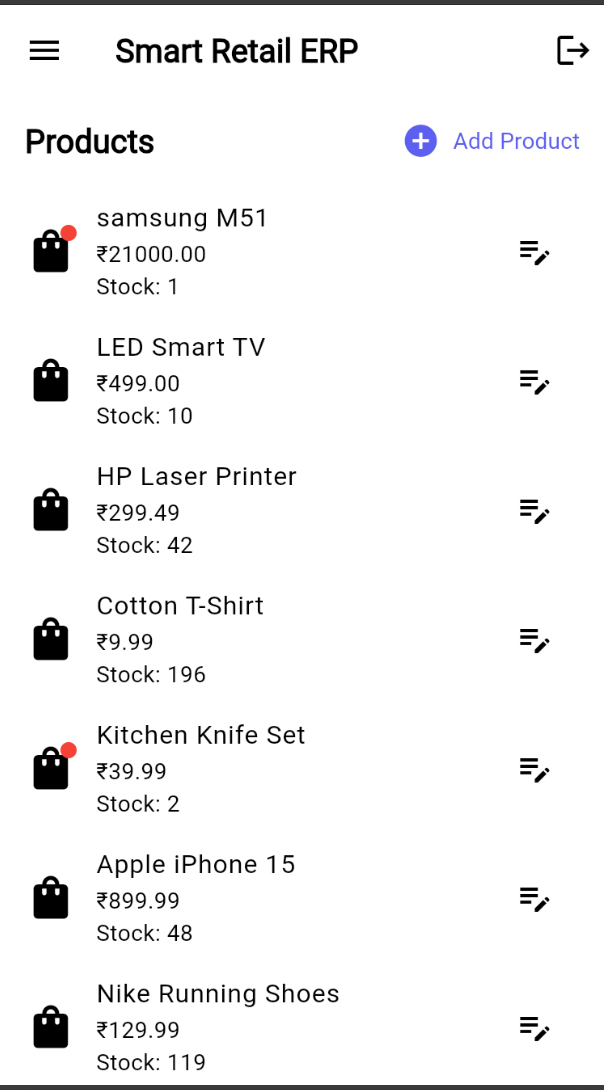 Smart Retail ERP
Products
Add Product
samsung M51
₹21000.00
Stock: 1
LED Smart TV
₹499.00
Stock: 10
HP Laser Printer
₹299.49
Stock: 42
Cotton T-Shirt
₹9.99
Stock: 196
Kitchen Knife Set
₹39.99
Stock: 2
Apple iPhone 15
₹899.99
Stock: 48
Nike Running Shoes
₹129.99
Stock: 119